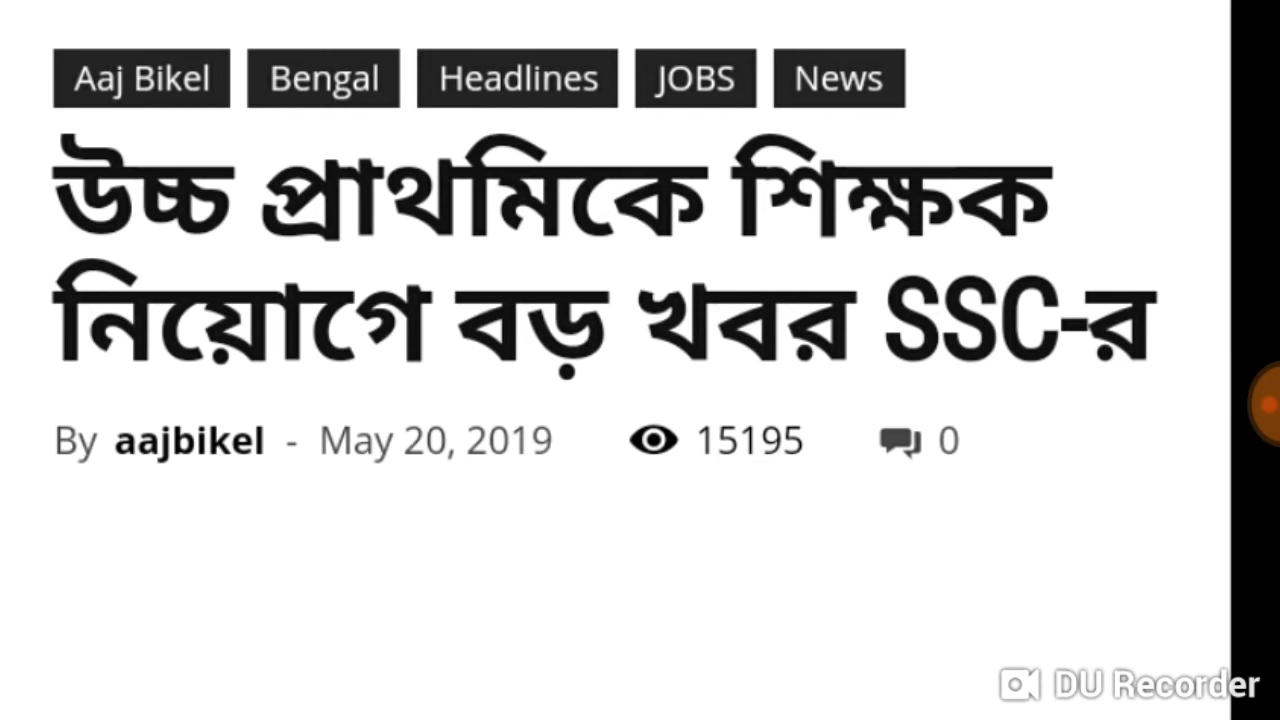 Aaj Bikel Bengal Headlines JOBS News
উচ্চ প্রাথমিকে শিক্ষক
নিয়োগে বড় খবর SSC-র
By aajbikel - May 20, 2019 15195 0
DU Recorder